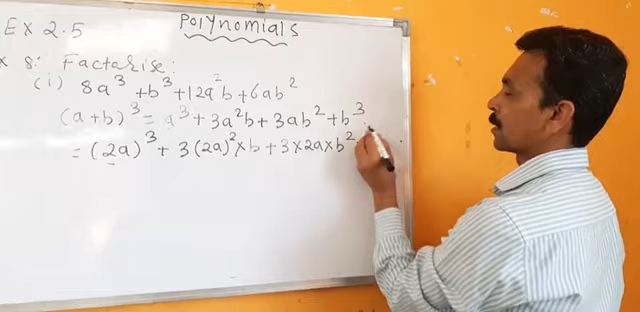 EX 2.5
Polynomials
x 8: Factorise:
(i) 8a³ + b³ + 12a²b + 6ab²
(a+b)³ = a³ + 3a²b + 3ab² + b³
= (2a)³ + 3(2a)² × b + 3 × 2a × b²